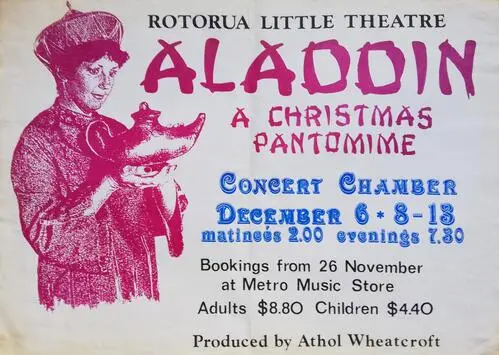 ROTORUA LITTLE THEATRE
ALADDIN
A CHRISTMAS
PANTOMIME
CONCERT CHAMBER
DECEMBER 6 • 8-13
matineés 2.00 evenings 7.30
Bookings from 26 November
at Metro Music Store
Adults $8.80 Children $4.40
Produced by Athol Wheatcroft